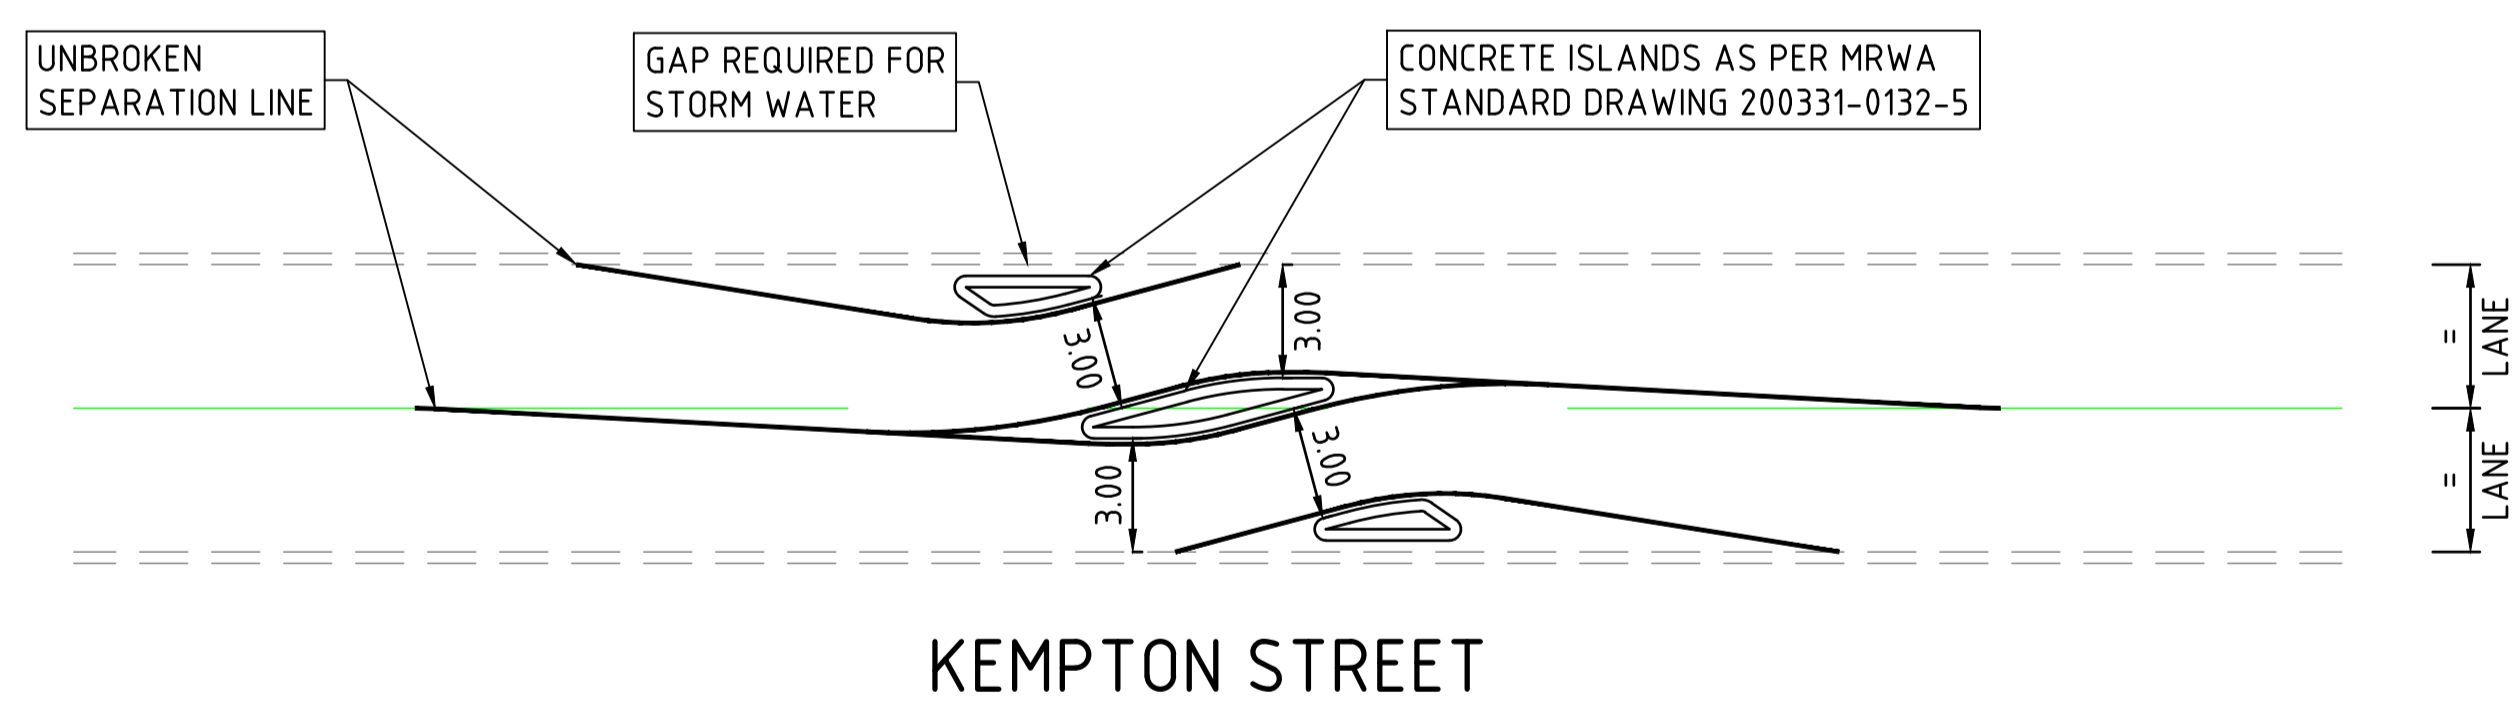 UNBROKEN
SEPARATION LINE
GAP REQUIRED FOR
STORM WATER
CONCRETE ISLANDS AS PER MRWA
STANDARD DRAWING 200331-0132-5
3.00
3.00
3.00
3.00
=
LANE
=
LANE
KEMPTON STREET